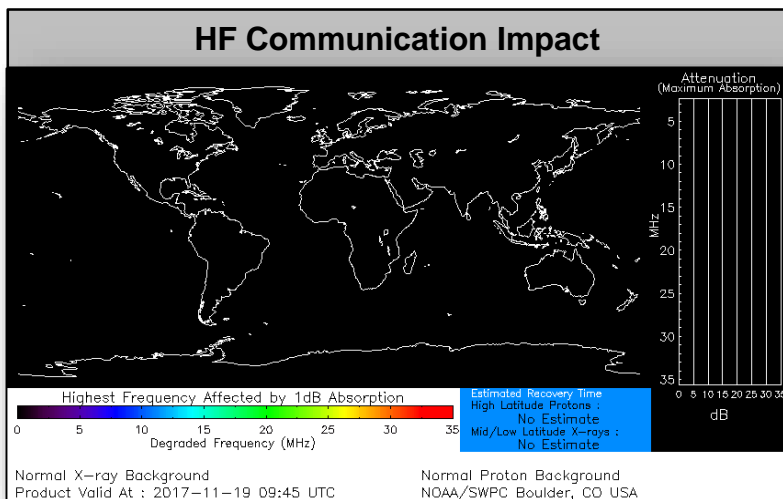 HF Communication Impact
Attenuation
(Maximum Absorption)
5
10
15
20
25
30
35
MHz
0 5 10 15 20 25 30 35
dB
Highest Frequency Affected by 1dB Absorption
0 5 10 15 20 25 30 35
Degraded Frequency (MHz)
Estimated Recovery Time
High Latitude Protons :
No Estimate
Mid/Low Latitude X-rays :
No Estimate
Normal X-ray Background
Product Valid At : 2017-11-19 09:45 UTC
Normal Proton Background
NOAA/SWPC Boulder, CO USA